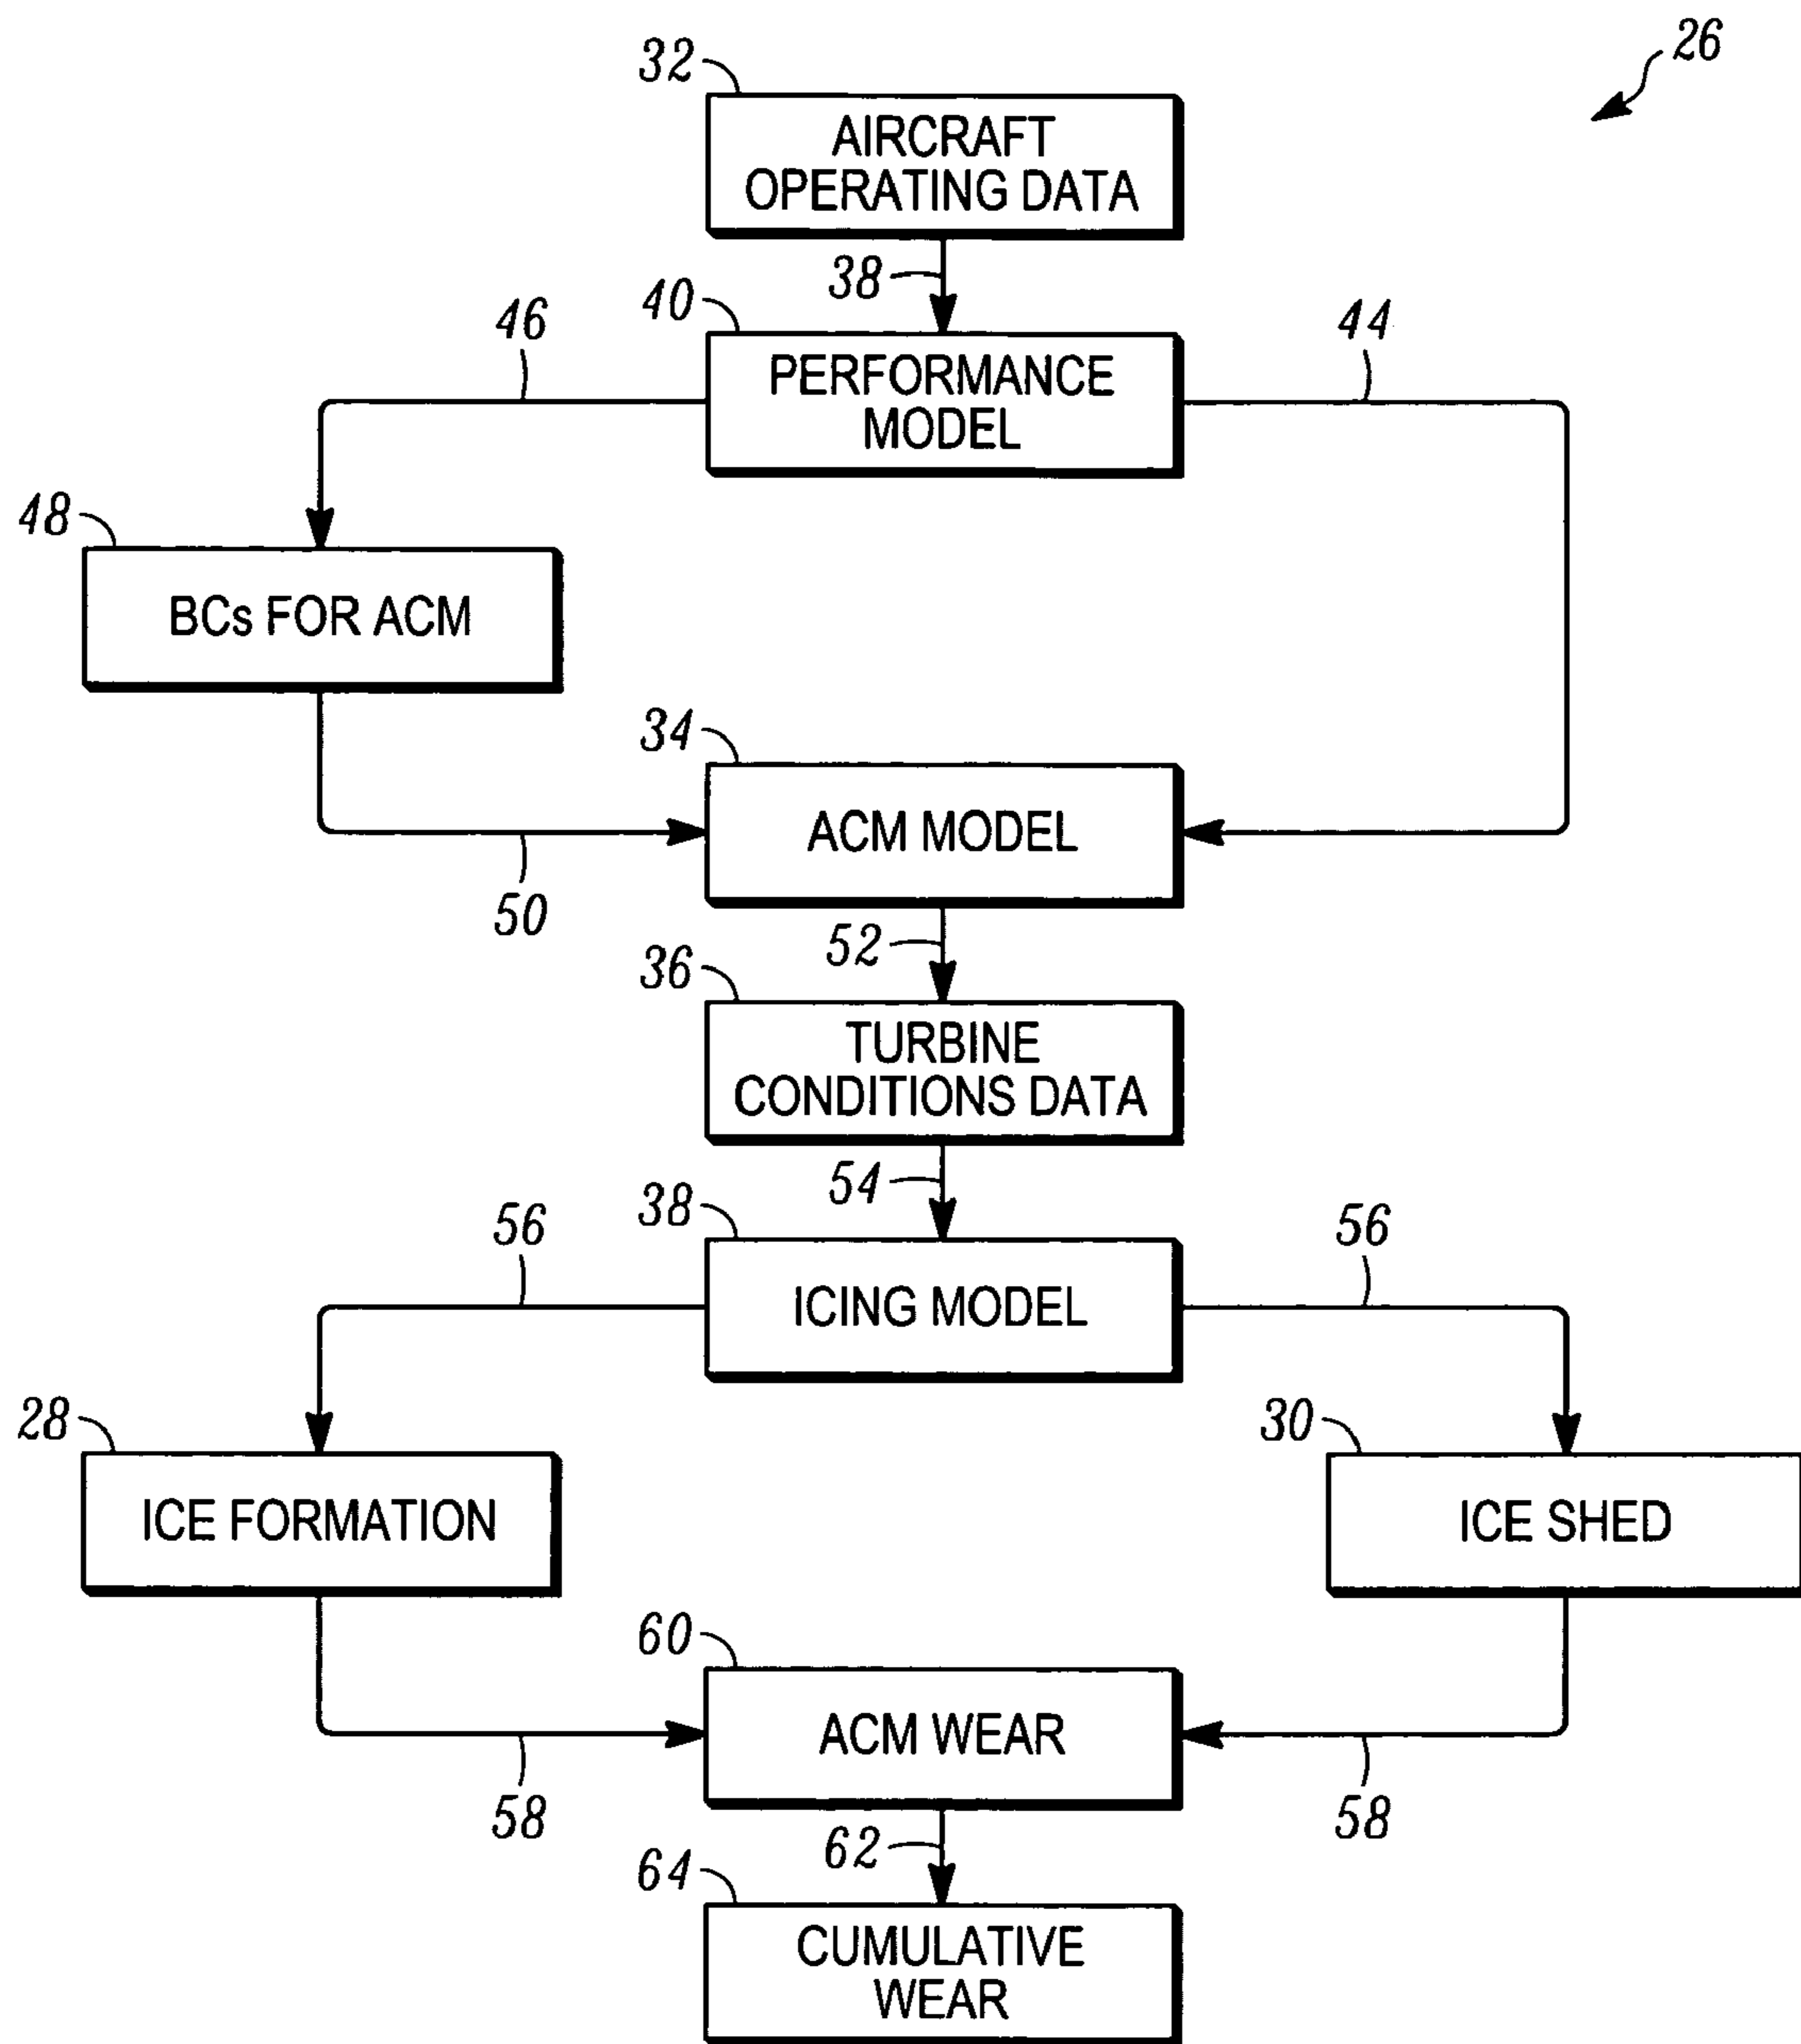 26
32
AIRCRAFT
OPERATING DATA
38
40
46
44
PERFORMANCE
MODEL
48
BCs FOR ACM
34
ACM MODEL
50
52
36
TURBINE
CONDITIONS DATA
54
38
56
56
ICING MODEL
28
30
ICE FORMATION
ICE SHED
60
ACM WEAR
58
58
62
64
CUMULATIVE
WEAR